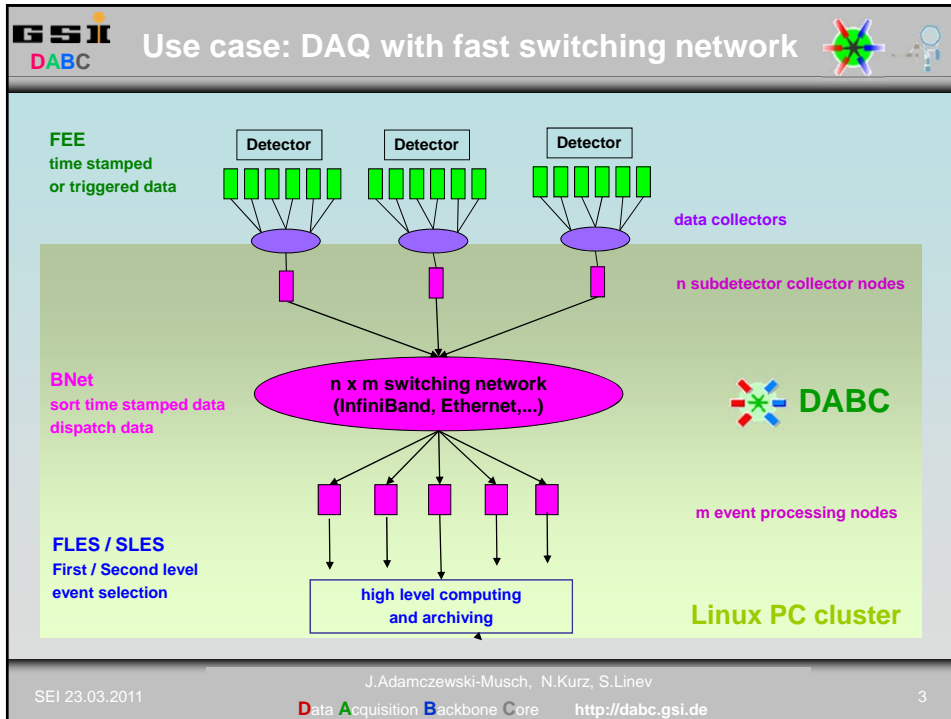 GSI
DABC
Use case: DAQ with fast switching network
FEE
time stamped
or triggered data
Detector
Detector
Detector
data collectors
n subdetector collector nodes
BNet
sort time stamped data
dispatch data
n x m switching network
(InfiniBand, Ethernet,...)
DABC
m event processing nodes
FLES / SLES
First / Second level
event selection
high level computing
and archiving
Linux PC cluster
SEI 23.03.2011
J.Adamczewski-Musch, N.Kurz, S.Linev
Data Acquisition Backbone Core http://dabc.gsi.de
3